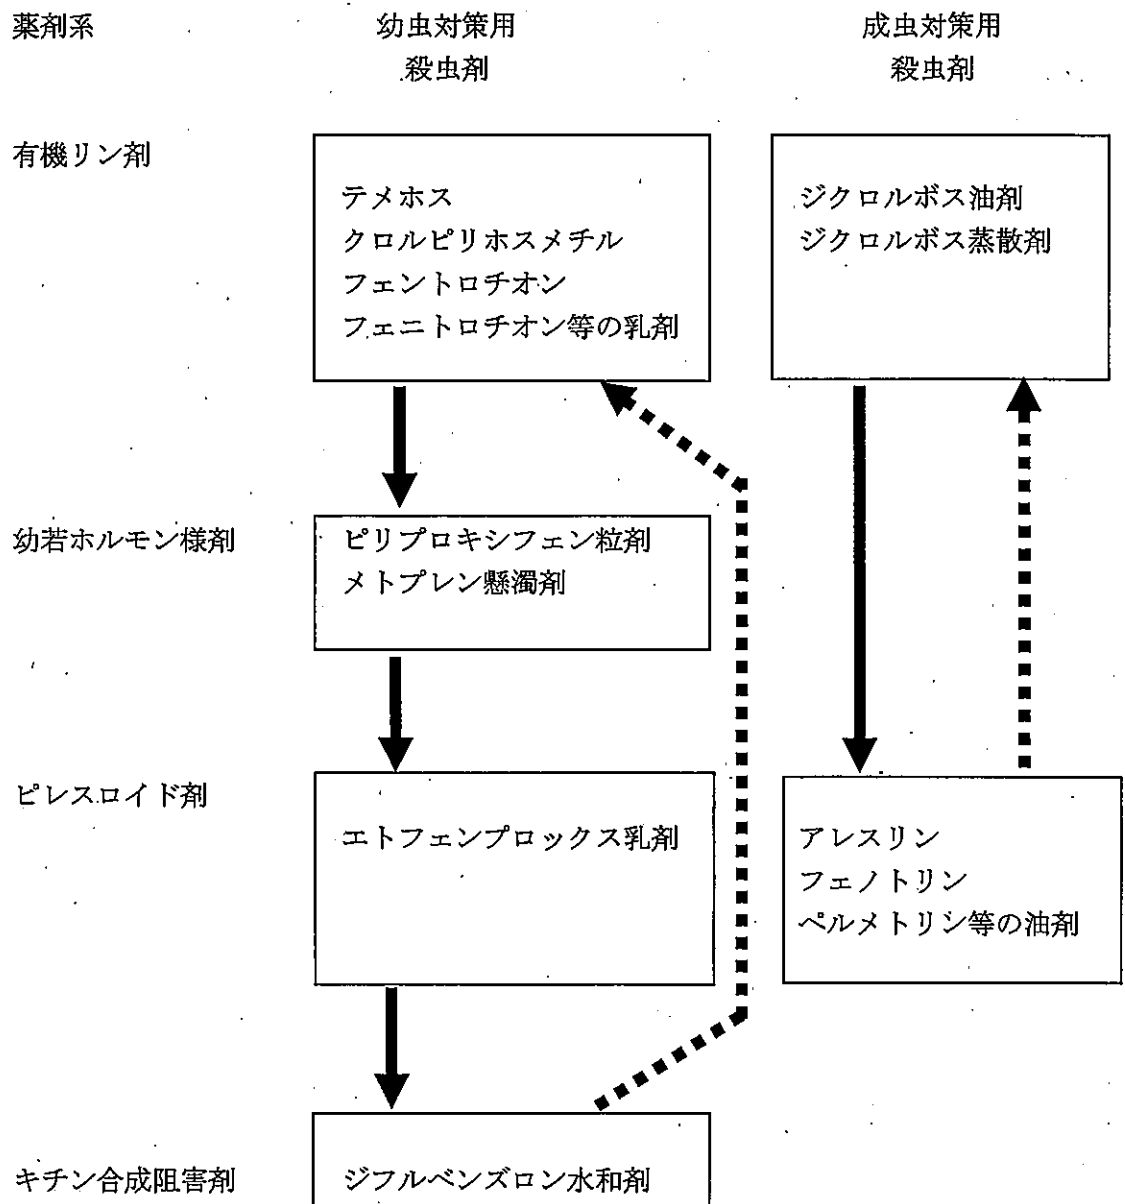 薬剤系
幼虫対策用
殺虫剤
成虫対策用
殺虫剤
有機リン剤
テメホス
クロルピリホスメチル
フェントロチオン
フェニトロチオン等の乳剤
ジクロルボス油剤
ジクロルボス蒸散剤
幼若ホルモン様剤
ピリプロキシフェン粒剤
メトプレン懸濁剤
ピレスロイド剤
エトフェンプロックス乳剤
アレスリン
フェノトリン
ペルメトリン等の油剤
キチン合成阻害剤
ジフルベンズロン水和剤